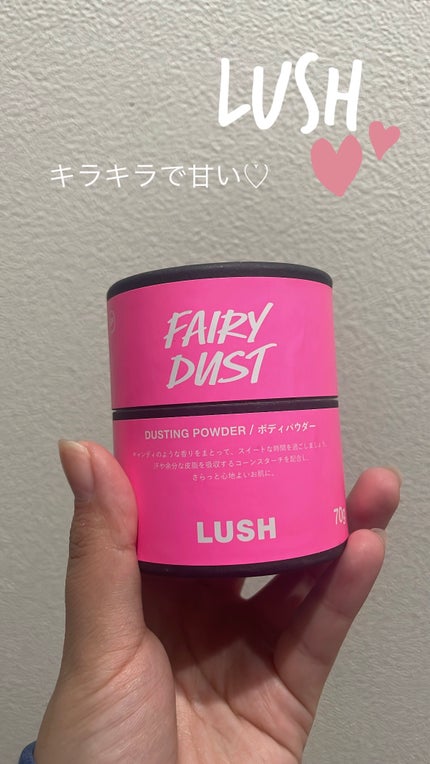 LUSH
キラキラで甘い♡
FAIRY
DUST
DUSTING POWDER / ボディパウダー
キャンディのような香りをまとって、スイートな時間を過ごしましょう。
汗や余分な皮脂を吸収するコーンスターチを配合し、
さらっと心地よいお肌に。
LUSH
70g